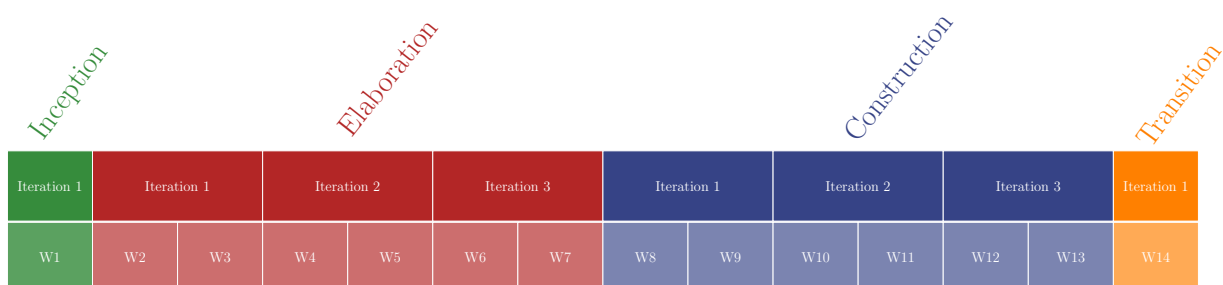 Inception
Elaboration
Construction
Transition
Iteration 1 Iteration 1 Iteration 2 Iteration 3 Iteration 1 Iteration 2 Iteration 3 Iteration 1
W1 W2 W3 W4 W5 W6 W7 W8 W9 W10 W11 W12 W13 W14